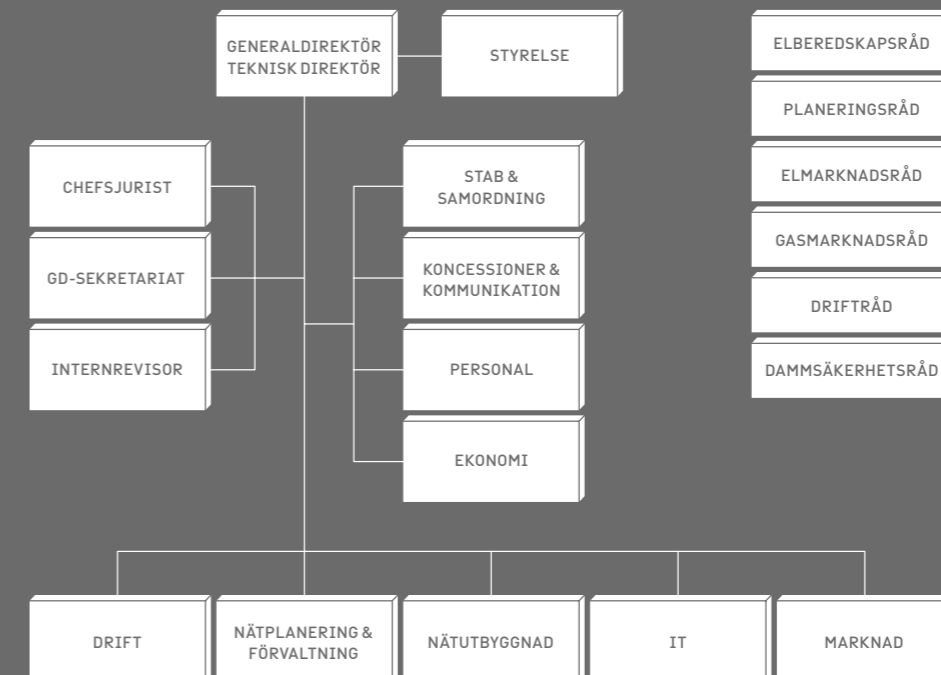 GENERALDIREKTÖR
TEKNISK DIREKTÖR
STYRELSE
CHEFSJURIST
GD-SEKRETARIAT
INTERNREVISOR
STAB &
SAMORDNING
KONCESSIONER &
KOMMUNIKATION
PERSONAL
EKONOMI
ELBEREDSKAPSRÅD
PLANERINGSRÅD
ELMARKNADSRÅD
GASMARKNADSRÅD
DRIFTRÅD
DAMMSÄKERHETSRÅD
DRIFT
NÄTPLANERING &
FÖRVALTNING
NÄTUTBYGGNAD
IT
MARKNAD